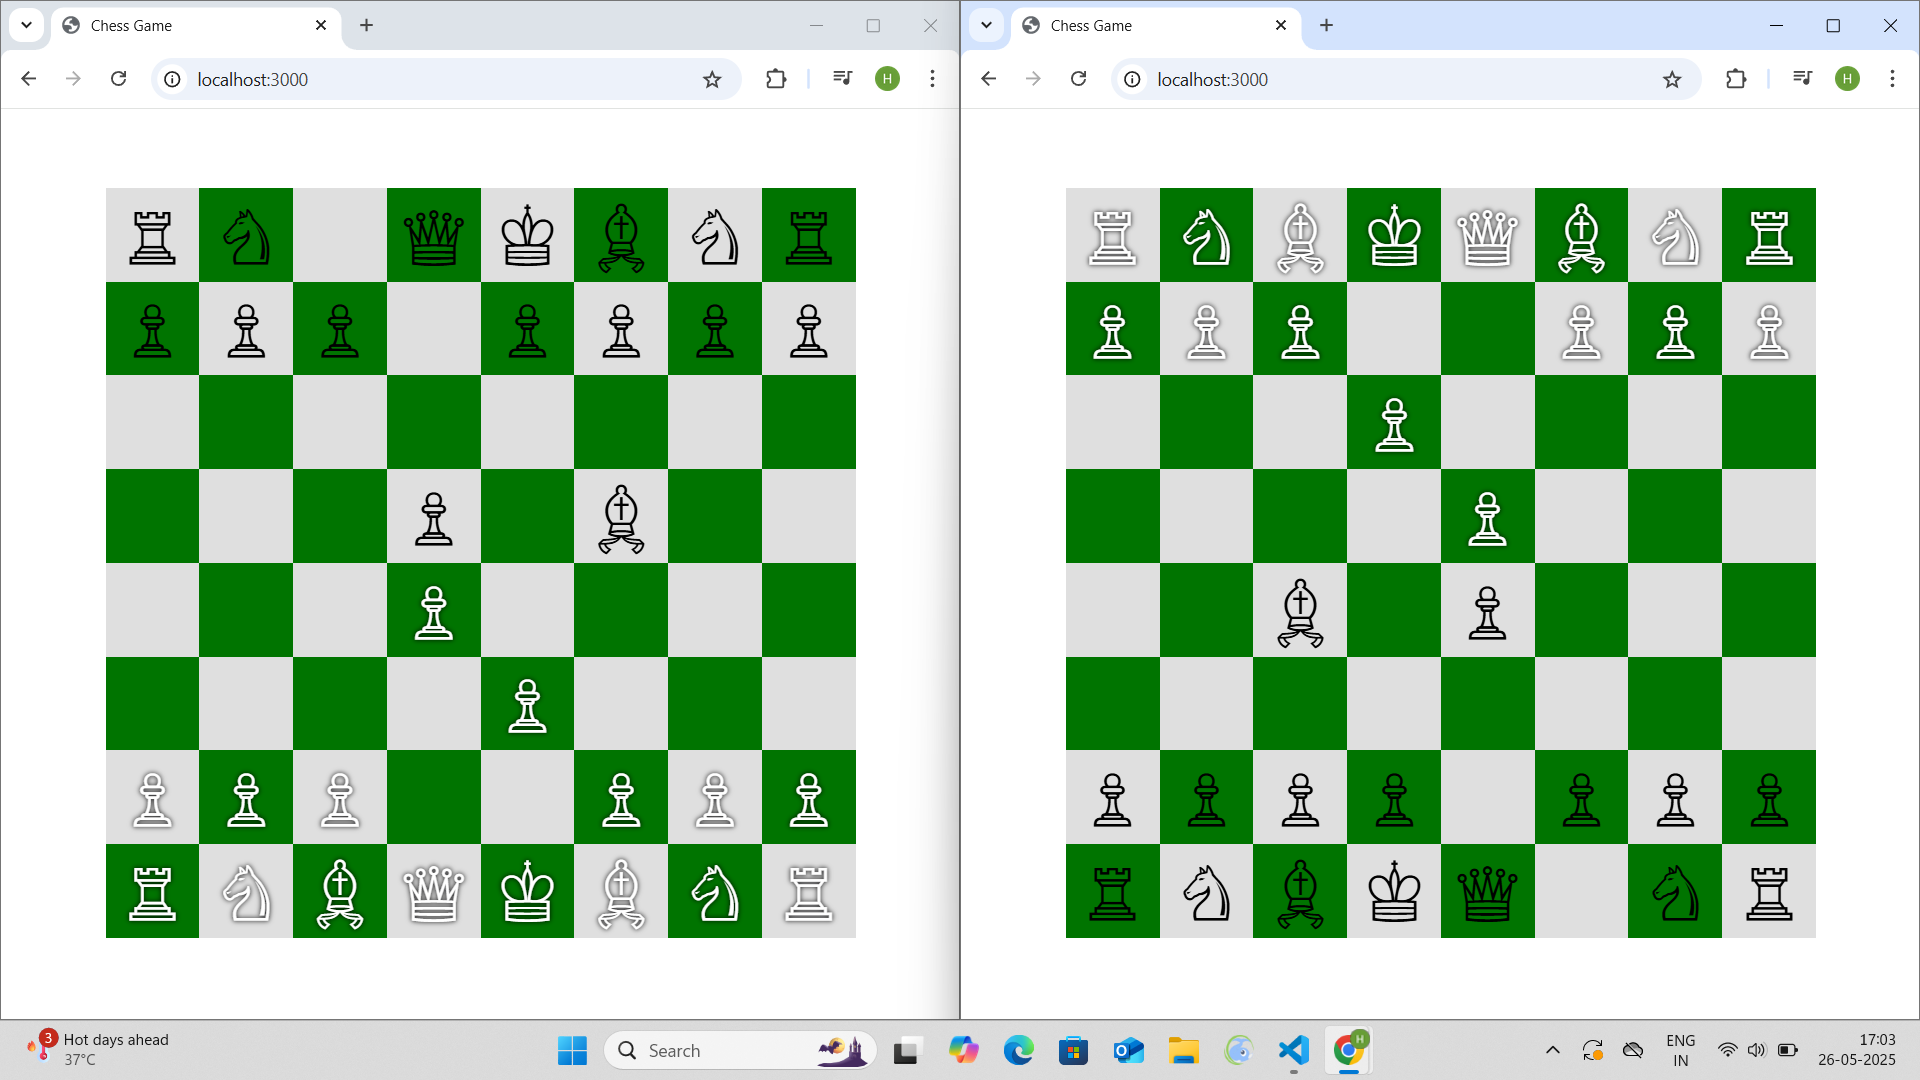 Chess Game
localhost:3000
H
Chess Game
localhost:3000
H
3
Hot days ahead
37°C
Search
H
ENG
IN
17:03
26-05-2025